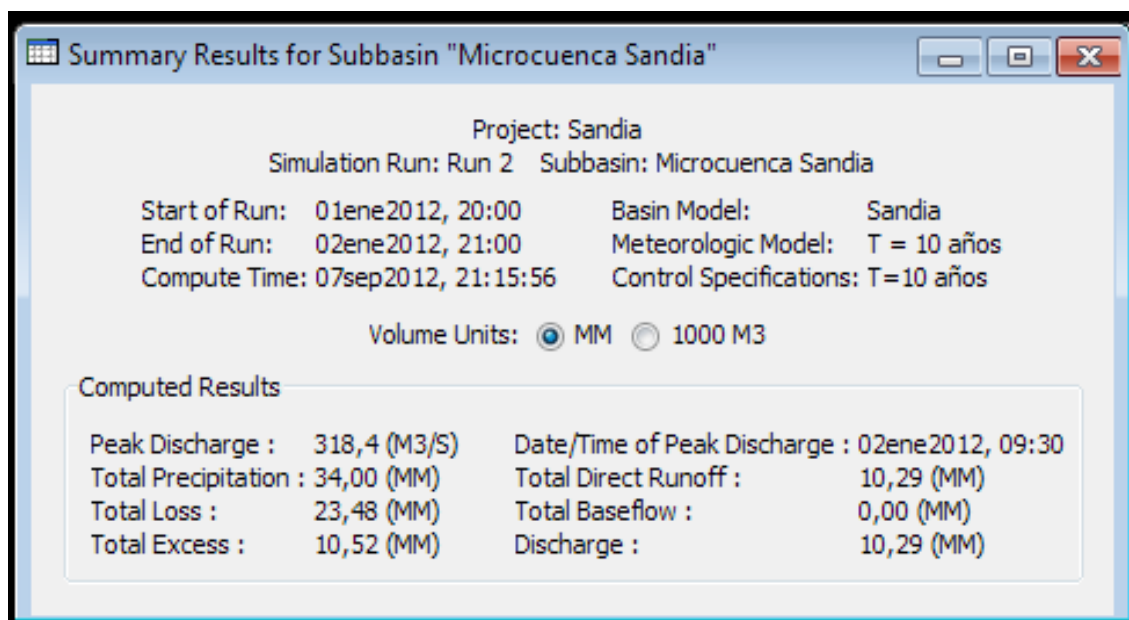 Summary Results for Subbasin "Microcuenca Sandia"
Project: Sandia
Simulation Run: Run 2 Subbasin: Microcuenca Sandia
Start of Run: 01ene2012, 20:00 Basin Model: Sandia
End of Run: 02ene2012, 21:00 Meteorologic Model: T = 10 años
Compute Time: 07sep2012, 21:15:56 Control Specifications: T=10 años
Volume Units: MM 1000 M3
Computed Results
Peak Discharge : 318,4 (M3/S) Date/Time of Peak Discharge : 02ene2012, 09:30
Total Precipitation : 34,00 (MM) Total Direct Runoff : 10,29 (MM)
Total Loss : 23,48 (MM) Total Baseflow : 0,00 (MM)
Total Excess : 10,52 (MM) Discharge : 10,29 (MM)